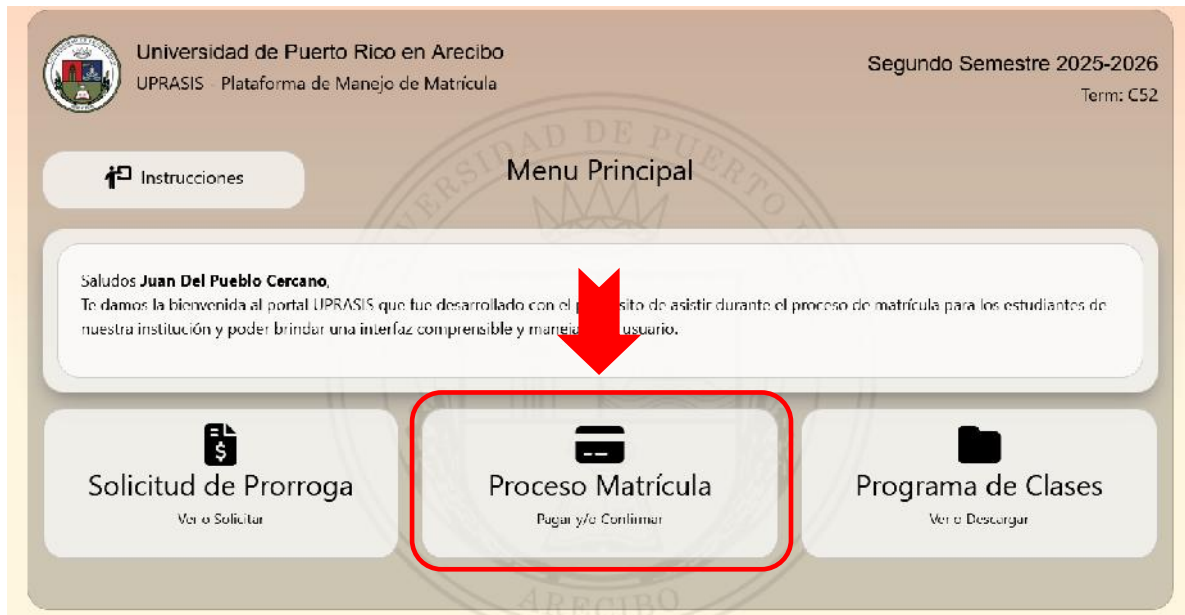 Universidad de Puerto Rico en Arecibo
UPRASIS - Plataforma de Manejo de Matrícula
Segundo Semestre 2025-2026
Term: C52
Instrucciones
Menu Principal
Saludos Juan Del Pueblo Cercano,
Te damos la bienvenida al portal UPRASIS que fue desarrollado con el sito de asistir durante el proceso de matrícula para los estudiantes de
nuestra institución y poder brindar una interfaz comprensible y maneja usuario.
Solicitud de Prorroga
Ver o Solicitar
Proceso Matrícula
Pagar y/o Confirmar
Programa de Clases
Ver o Descargar
ARECIBO